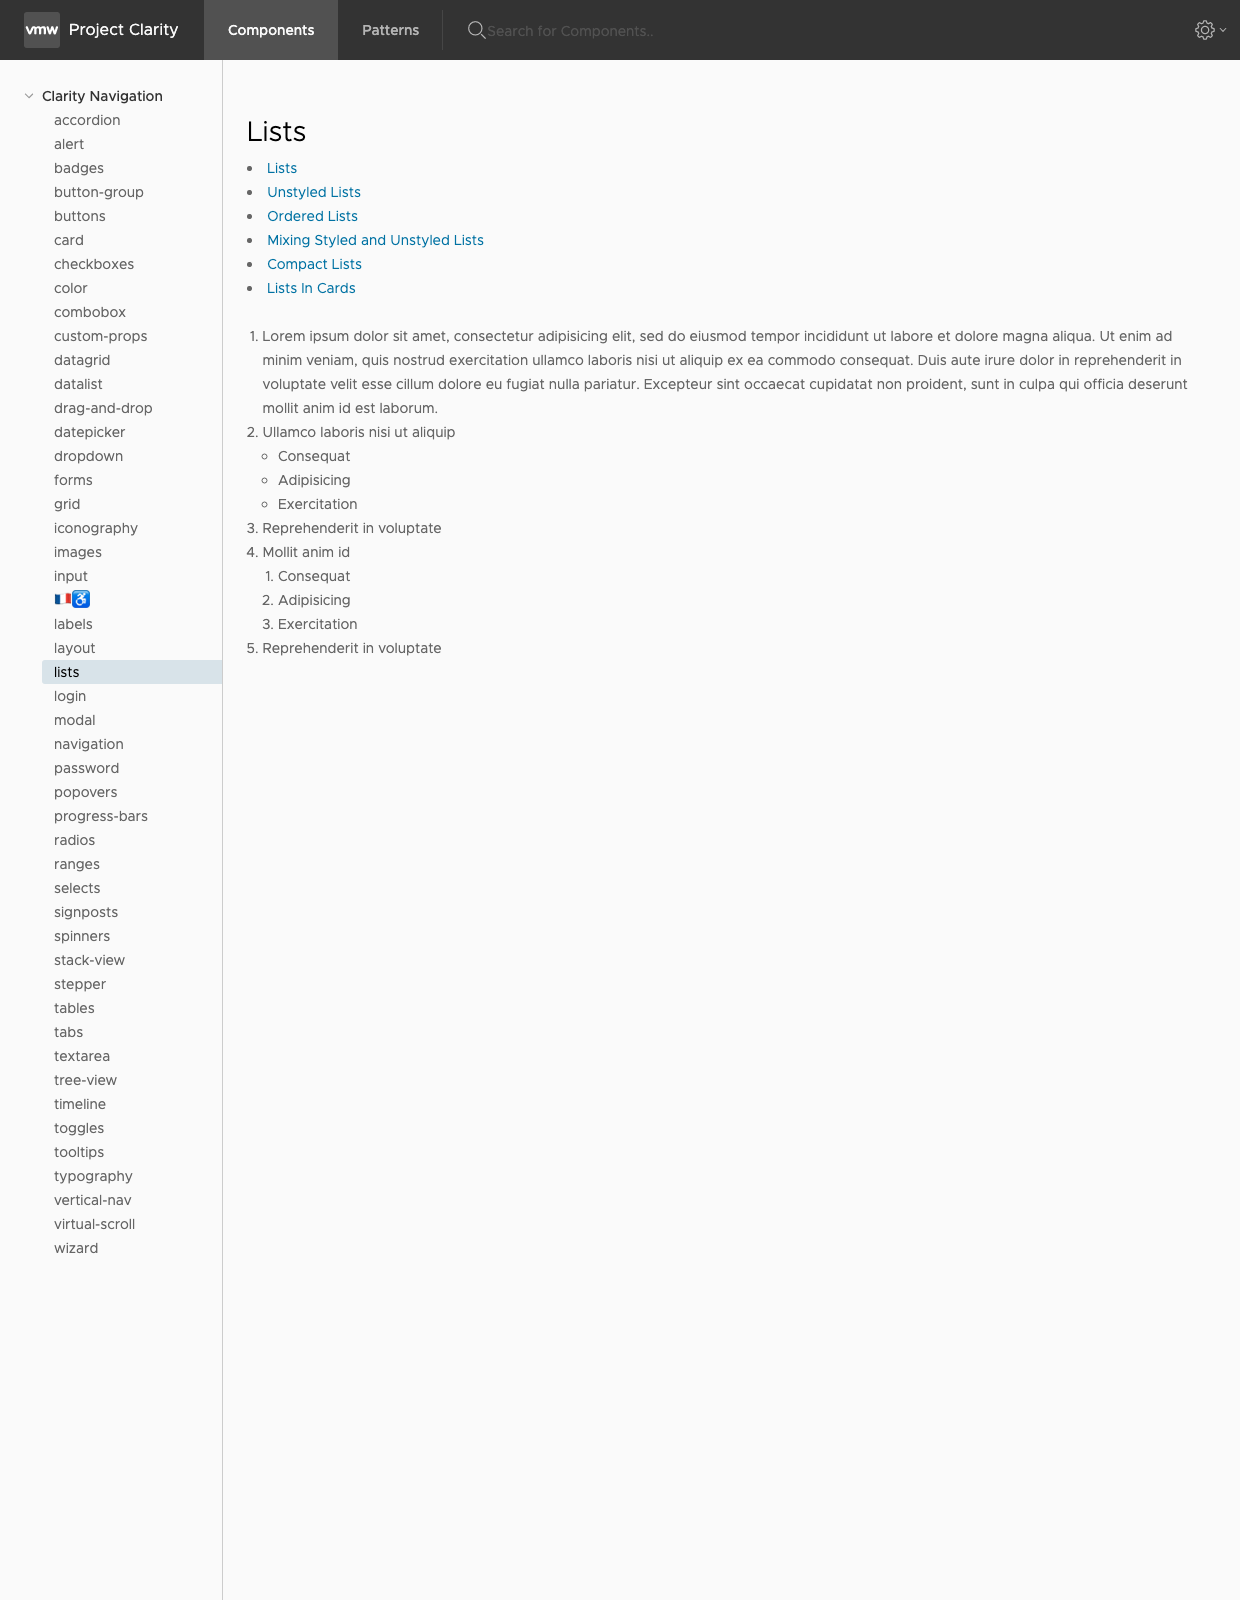 vmw Project Clarity Components Patterns Search for Components..
Clarity Navigation
accordion
alert
badges
button-group
buttons
card
checkboxes
color
combobox
custom-props
datagrid
datalist
drag-and-drop
datepicker
dropdown
forms
grid
iconography
images
input
🇫🇷♿
labels
layout
lists
login
modal
navigation
password
popovers
progress-bars
radios
ranges
selects
signposts
spinners
stack-view
stepper
tables
tabs
textarea
tree-view
timeline
toggles
tooltips
typography
vertical-nav
virtual-scroll
wizard
Lists
• Lists
• Unstyled Lists
• Ordered Lists
• Mixing Styled and Unstyled Lists
• Compact Lists
• Lists In Cards
1. Lorem ipsum dolor sit amet, consectetur adipisicing elit, sed do eiusmod tempor incididunt ut labore et dolore magna aliqua. Ut enim ad
minim veniam, quis nostrud exercitation ullamco laboris nisi ut aliquip ex ea commodo consequat. Duis aute irure dolor in reprehenderit in
voluptate velit esse cillum dolore eu fugiat nulla pariatur. Excepteur sint occaecat cupidatat non proident, sunt in culpa qui officia deserunt
mollit anim id est laborum.
2. Ullamco laboris nisi ut aliquip
◦ Consequat
◦ Adipisicing
◦ Exercitation
3. Reprehenderit in voluptate
4. Mollit anim id
1. Consequat
2. Adipisicing
3. Exercitation
5. Reprehenderit in voluptate